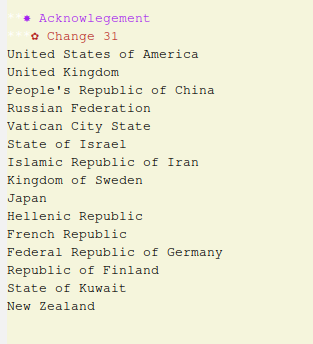 ✸ Acknowlegement
✿ Change 31
United States of America
United Kingdom
People's Republic of China
Russian Federation
Vatican City State
State of Israel
Islamic Republic of Iran
Kingdom of Sweden
Japan
Hellenic Republic
French Republic
Federal Republic of Germany
Republic of Finland
State of Kuwait
New Zealand